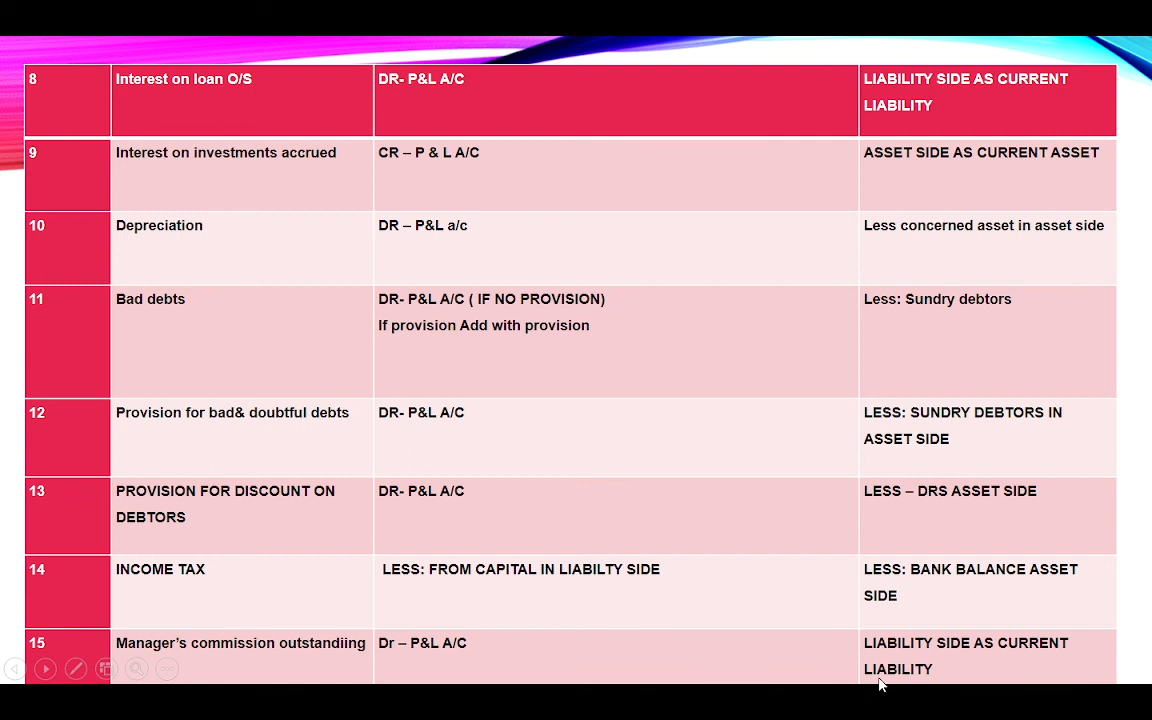 8 Interest on loan O/S DR- P&L A/C LIABILITY SIDE AS CURRENT
LIABILITY
9 Interest on investments accrued CR – P & L A/C ASSET SIDE AS CURRENT ASSET
10 Depreciation DR – P&L a/c Less concerned asset in asset side
11 Bad debts DR- P&L A/C ( IF NO PROVISION) Less: Sundry debtors
If provision Add with provision
12 Provision for bad& doubtful debts DR- P&L A/C LESS: SUNDRY DEBTORS IN
ASSET SIDE
13 PROVISION FOR DISCOUNT ON DR- P&L A/C LESS – DRS ASSET SIDE
DEBTORS
14 INCOME TAX LESS: FROM CAPITAL IN LIABILTY SIDE LESS: BANK BALANCE ASSET
SIDE
15 Manager’s commission outstandiing Dr – P&L A/C LIABILITY SIDE AS CURRENT
LIABILITY